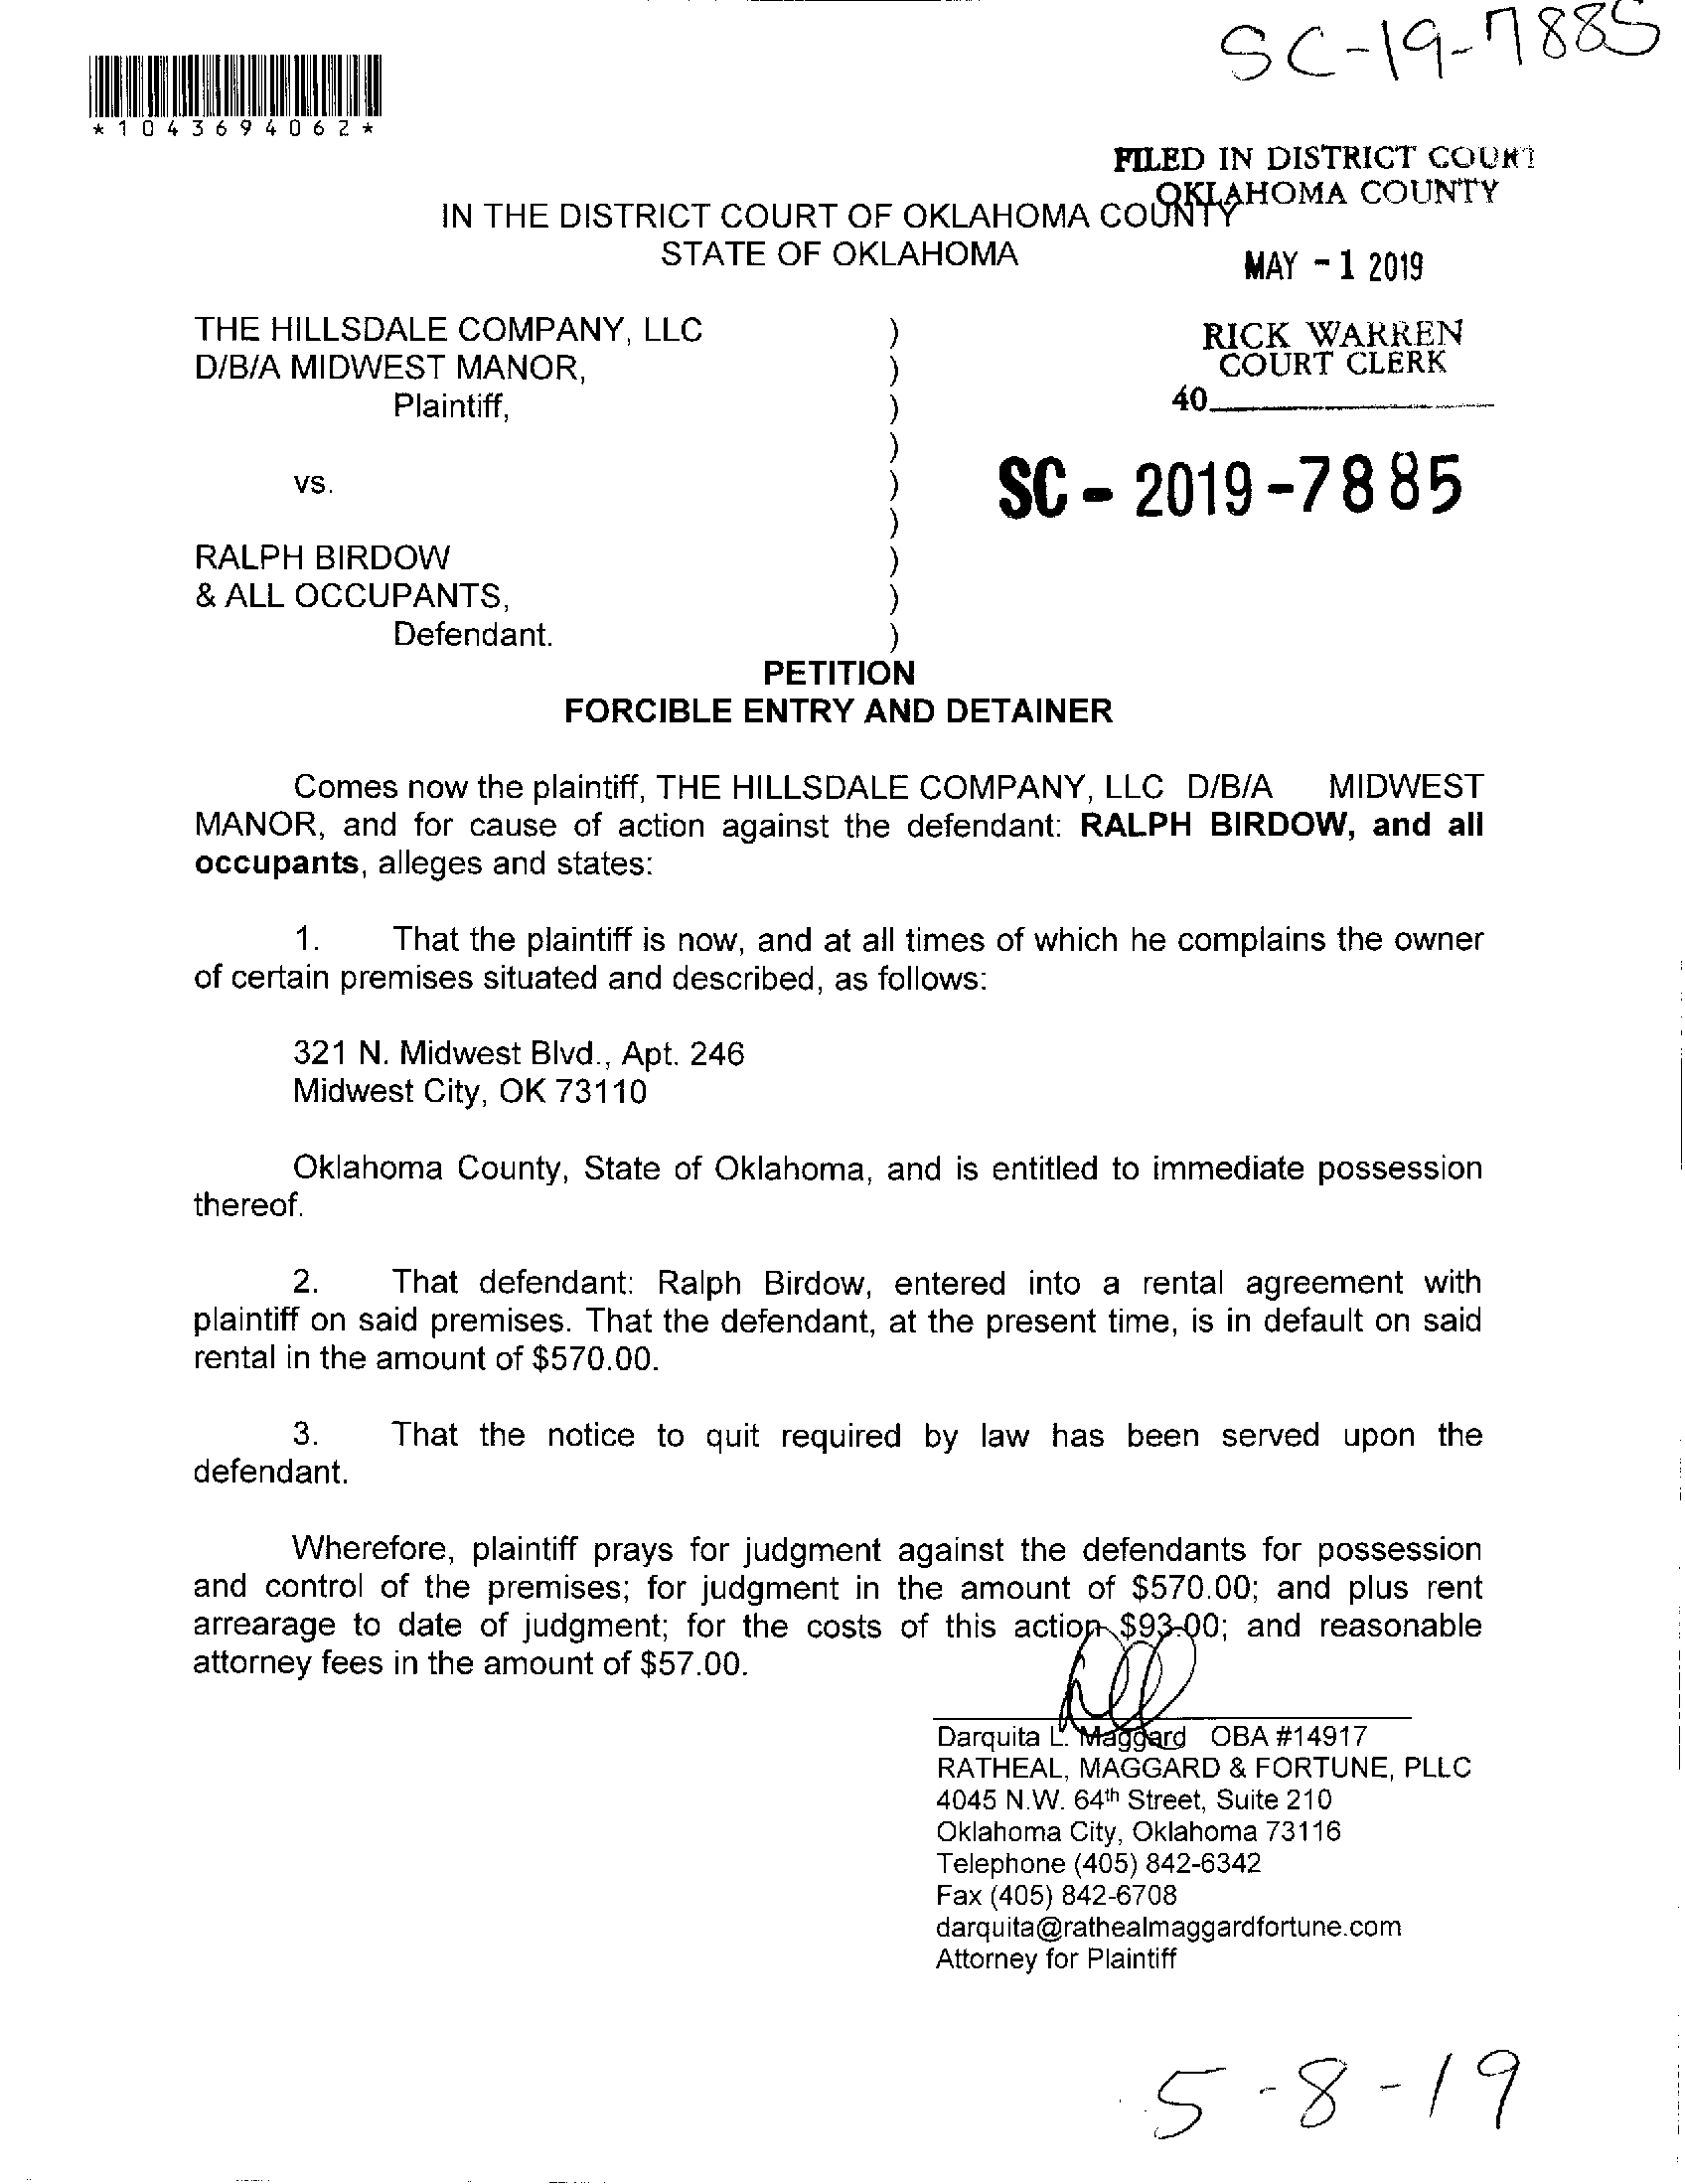 SC-19-7885
*1043694062*
FILED IN DISTRICT COURT
OKLAHOMA COUNTY
IN THE DISTRICT COURT OF OKLAHOMA COUNTY
STATE OF OKLAHOMA
MAY - 1 2019
THE HILLSDALE COMPANY, LLC )
D/B/A MIDWEST MANOR, )
Plaintiff, )
)
RICK WARREN
COURT CLERK
40
vs. )
)
SC - 2019 - 7885
RALPH BIRDOW )
& ALL OCCUPANTS, )
Defendant. )
PETITION
FORCIBLE ENTRY AND DETAINER
Comes now the plaintiff, THE HILLSDALE COMPANY, LLC D/B/A MIDWEST
MANOR, and for cause of action against the defendant: RALPH BIRDOW, and all
occupants, alleges and states:
1. That the plaintiff is now, and at all times of which he complains the owner
of certain premises situated and described, as follows:
321 N. Midwest Blvd., Apt. 246
Midwest City, OK 73110
Oklahoma County, State of Oklahoma, and is entitled to immediate possession
thereof.
2. That defendant: Ralph Birdow, entered into a rental agreement with
plaintiff on said premises. That the defendant, at the present time, is in default on said
rental in the amount of $570.00.
3. That the notice to quit required by law has been served upon the
defendant.
Wherefore, plaintiff prays for judgment against the defendants for possession
and control of the premises; for judgment in the amount of $570.00; and plus rent
arrearage to date of judgment; for the costs of this action $93.00; and reasonable
attorney fees in the amount of $57.00.
Darquita L. Maggard OBA #14917
RATHEAL, MAGGARD & FORTUNE, PLLC
4045 N.W. 64th Street, Suite 210
Oklahoma City, Oklahoma 73116
Telephone (405) 842-6342
Fax (405) 842-6708
darquita@rathealmaggardfortune.com
Attorney for Plaintiff
5-8-19